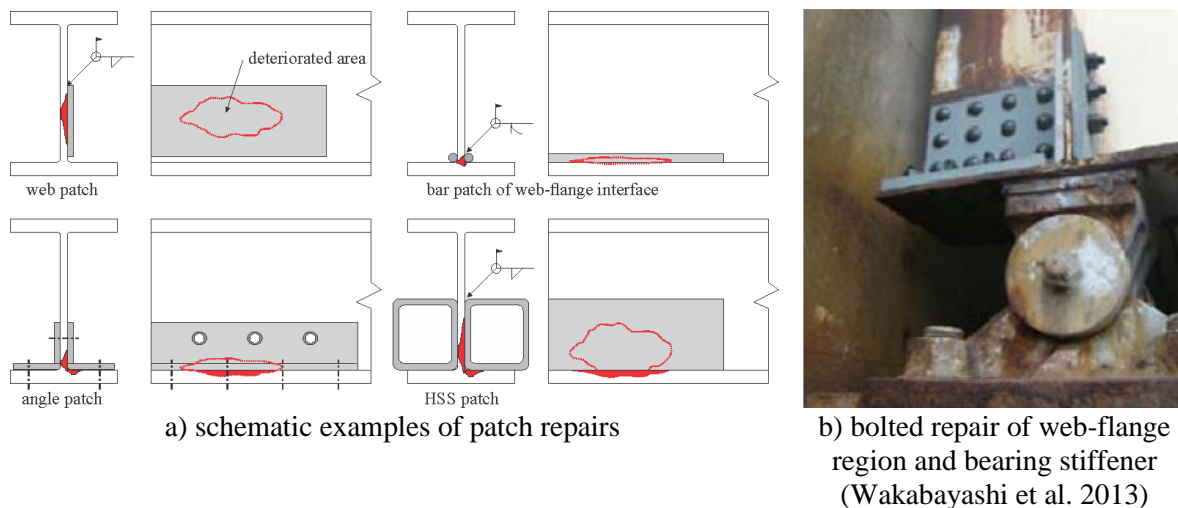 deteriorated area
web patch
bar patch of web-flange interface
angle patch
HSS patch
a) schematic examples of patch repairs
b) bolted repair of web-flange
region and bearing stiffener
(Wakabayashi et al. 2013)